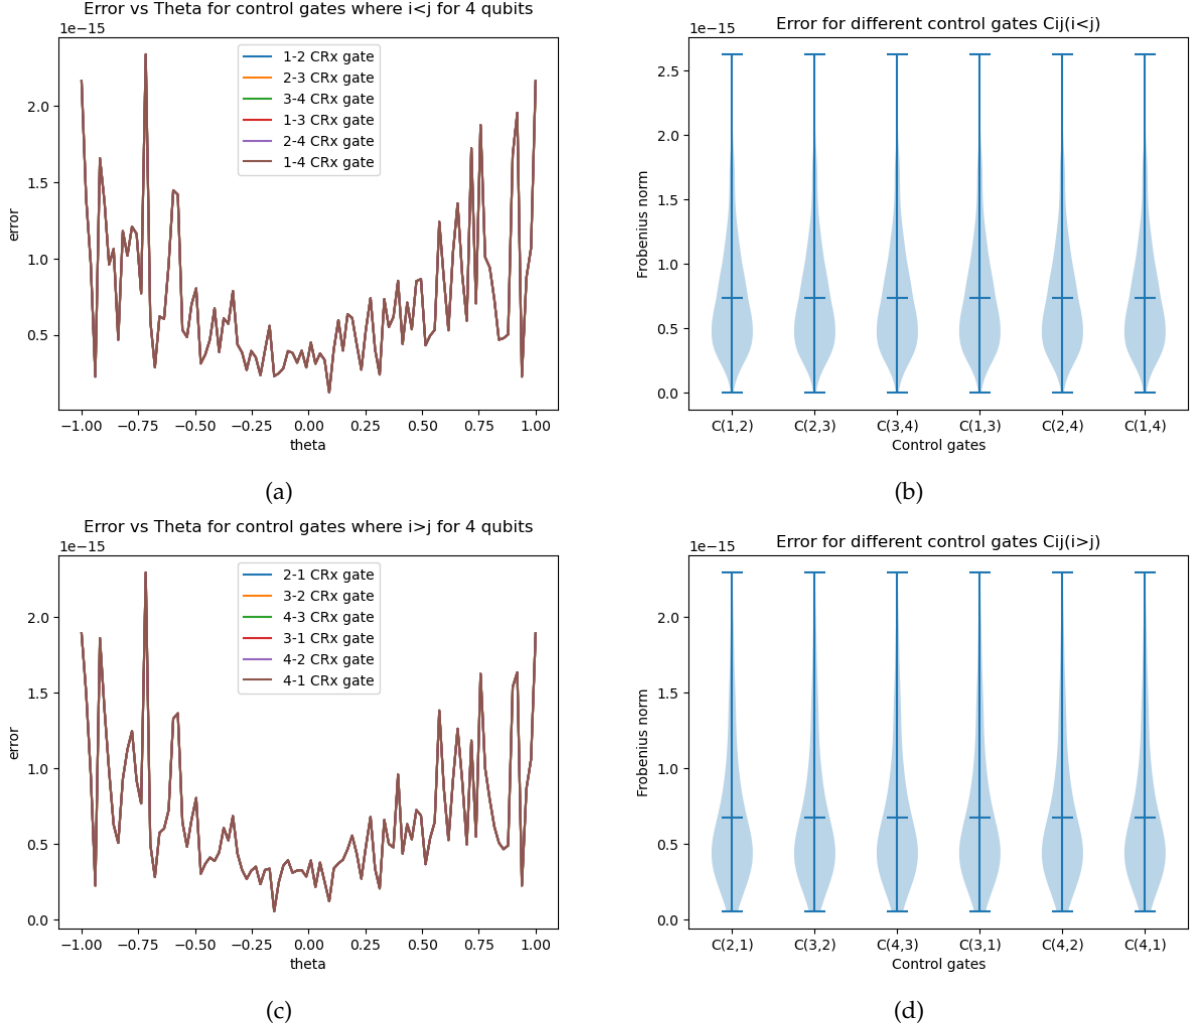 Error vs Theta for control gates where i<j for 4 qubits
1e−15
1-2 CRx gate
2-3 CRx gate
3-4 CRx gate
1-3 CRx gate
2-4 CRx gate
1-4 CRx gate
2.0
1.5
1.0
0.5
error
−1.00
−0.75
−0.50
−0.25
0.00
0.25
0.50
0.75
1.00
theta
(a)
Error for different control gates Cij(i<j)
1e−15
2.5
2.0
1.5
1.0
0.5
0.0
Frobenius norm
C(1,2)
C(2,3)
C(3,4)
C(1,3)
C(2,4)
C(1,4)
Control gates
(b)
Error vs Theta for control gates where i>j for 4 qubits
1e−15
2-1 CRx gate
3-2 CRx gate
4-3 CRx gate
3-1 CRx gate
4-2 CRx gate
4-1 CRx gate
2.0
1.5
1.0
0.5
0.0
error
−1.00
−0.75
−0.50
−0.25
0.00
0.25
0.50
0.75
1.00
theta
(c)
Error for different control gates Cij(i>j)
1e−15
2.0
1.5
1.0
0.5
0.0
Frobenius norm
C(2,1)
C(3,2)
C(4,3)
C(3,1)
C(4,2)
C(4,1)
Control gates
(d)